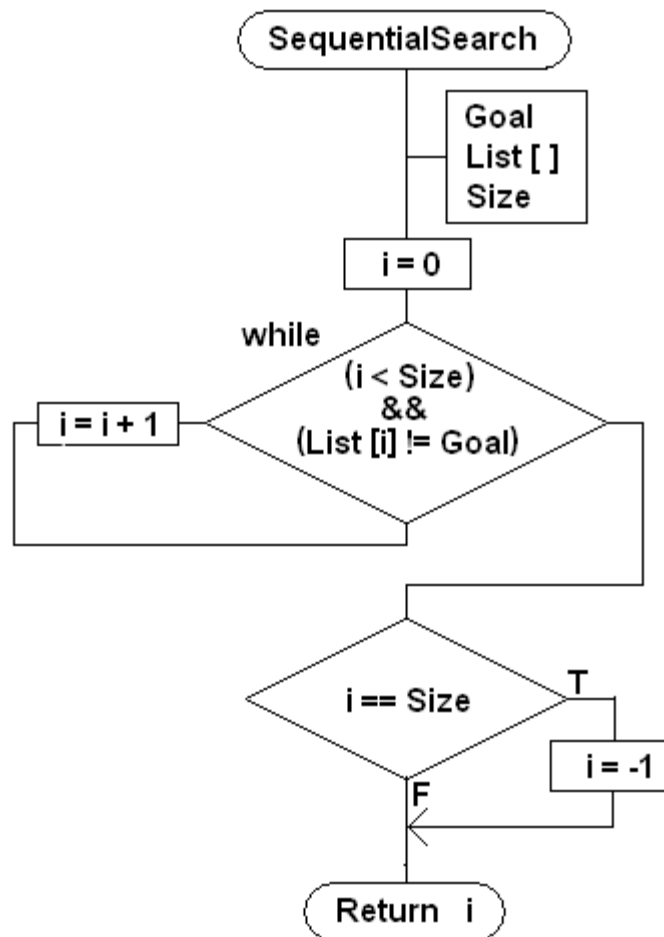 SequentialSearch
Goal
List [ ]
Size
i = 0
while
(i < Size)
&&
(List [i] != Goal)
i = i + 1
i == Size
T
i = -1
F
Return i